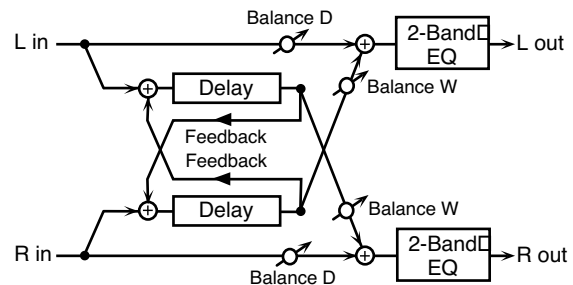 Balance D
L in
2-Band
EQ
L out
Delay
Balance W
Feedback
Feedback
Delay
Balance W
R in
2-Band
EQ
R out
Balance D